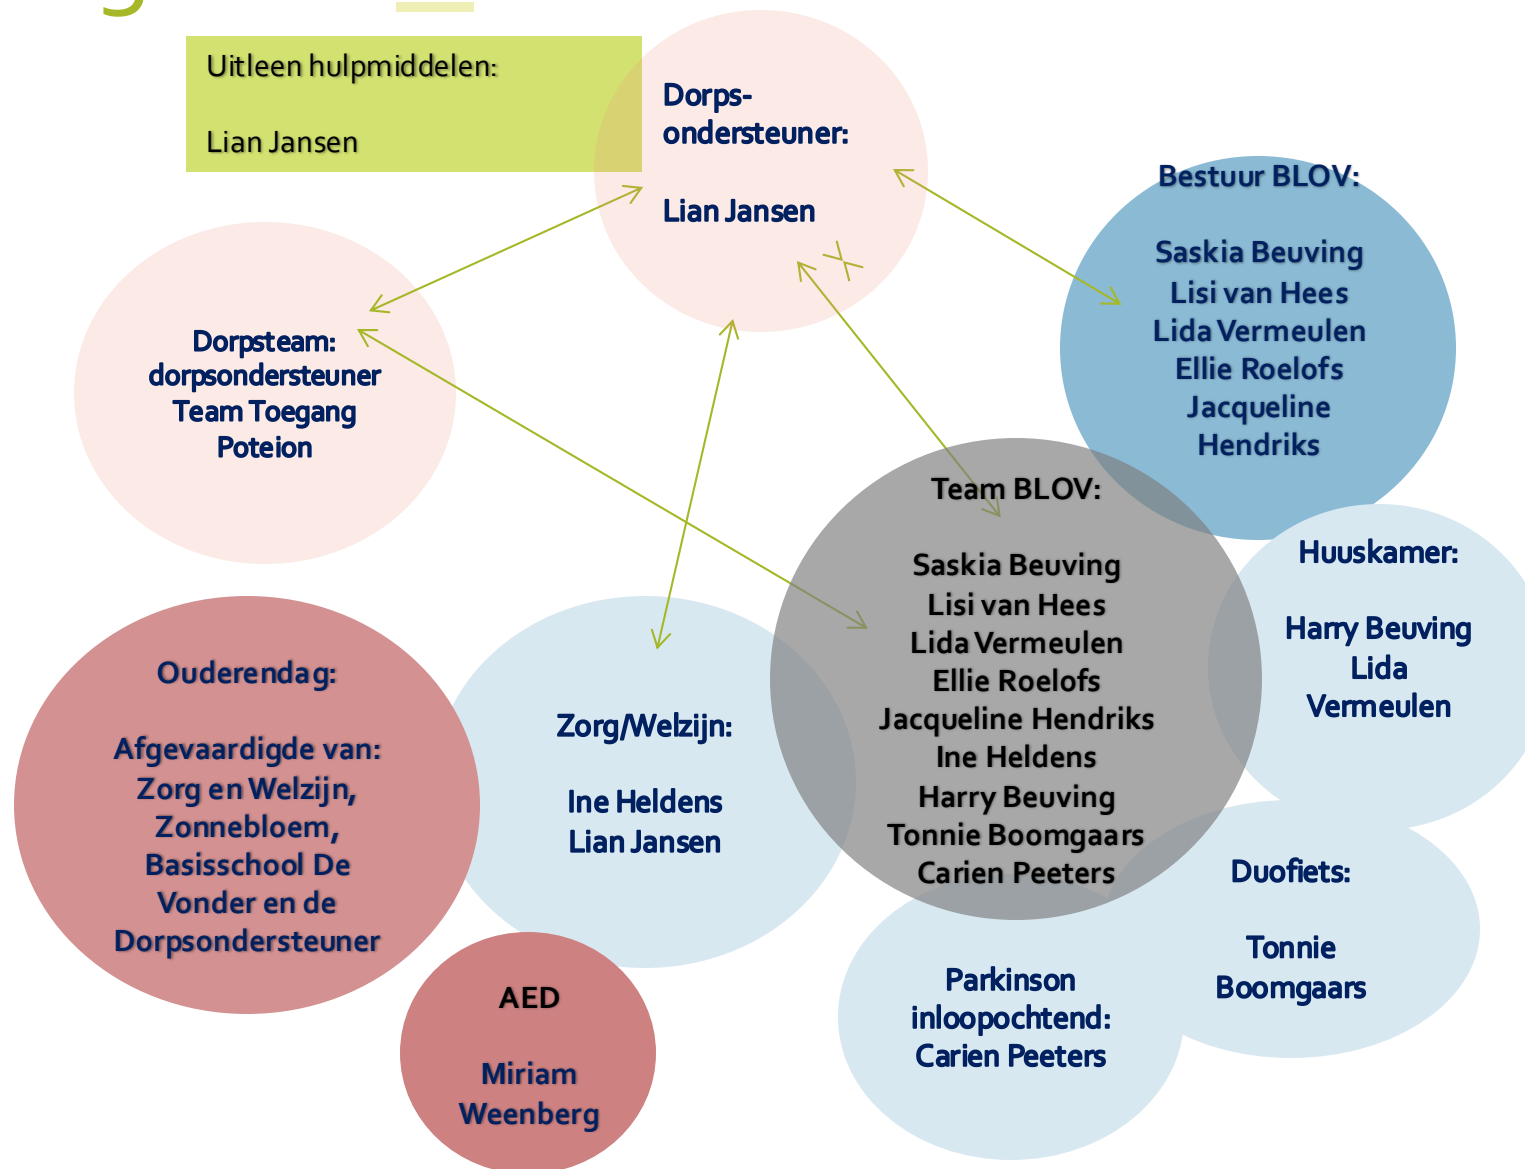 Uitleen hulpmiddelen:
Lian Jansen
Dorps-
ondersteuner:
Lian Jansen
Bestuur BLOV:
Saskia Beuving
Lisi van Hees
Lida Vermeulen
Ellie Roelofs
Jacqueline
Hendriks
Dorpsteam:
dorpsondersteuner
Team Toegang
Poteion
Team BLOV:
Saskia Beuving
Lisi van Hees
Lida Vermeulen
Ellie Roelofs
Jacqueline Hendriks
Ine Heldens
Harry Beuving
Tonnie Boomgaars
Carien Peeters
Huuskamer:
Harry Beuving
Lida
Vermeulen
Ouderendag:
Afgevaardigde van:
Zorg en Welzijn,
Zonnebloem,
Basisschool De
Vonder en de
Dorpsondersteuner
Zorg/Welzijn:
Ine Heldens
Lian Jansen
Duofiets:
Tonnie
Boomgaars
Parkinson
inloopochtend:
Carien Peeters
AED
Miriam
Weenberg